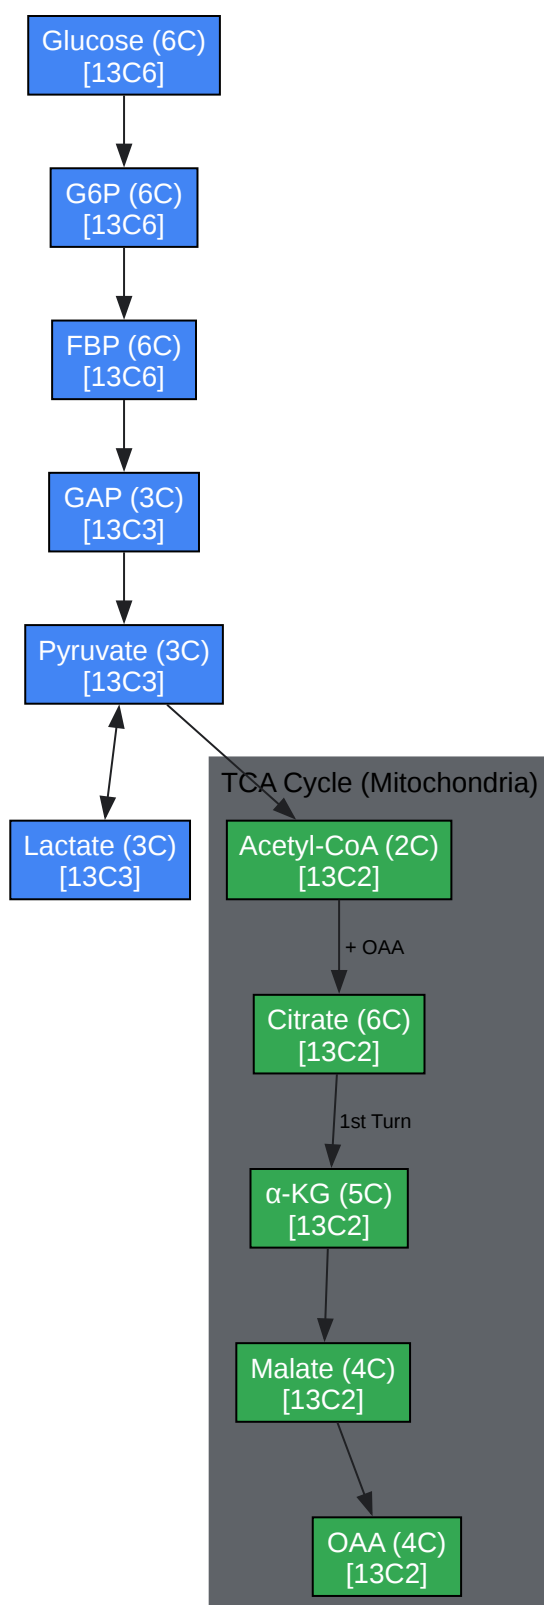 Glucose (6C)
[13C6]
G6P (6C)
[13C6]
FBP (6C)
[13C6]
GAP (3C)
[13C3]
Pyruvate (3C)
[13C3]
Lactate (3C)
[13C3]
TCA Cycle (Mitochondria)
Acetyl-CoA (2C)
[13C2]
+ OAA
Citrate (6C)
[13C2]
1st Turn
α-KG (5C)
[13C2]
Malate (4C)
[13C2]
OAA (4C)
[13C2]